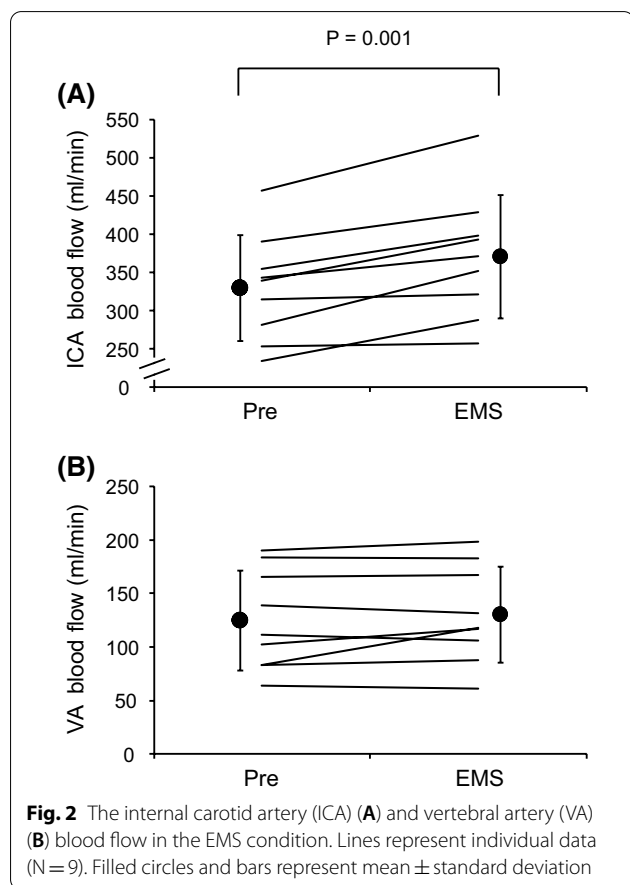 P = 0.001
(A)
ICA blood flow (ml/min)
550
500
450
400
350
300
250
0
Pre EMS
(B)
VA blood flow (ml/min)
250
200
150
100
50
0
Pre EMS
Fig. 2 The internal carotid artery (ICA) (A) and vertebral artery (VA)
(B) blood flow in the EMS condition. Lines represent individual data
(N = 9). Filled circles and bars represent mean ± standard deviation